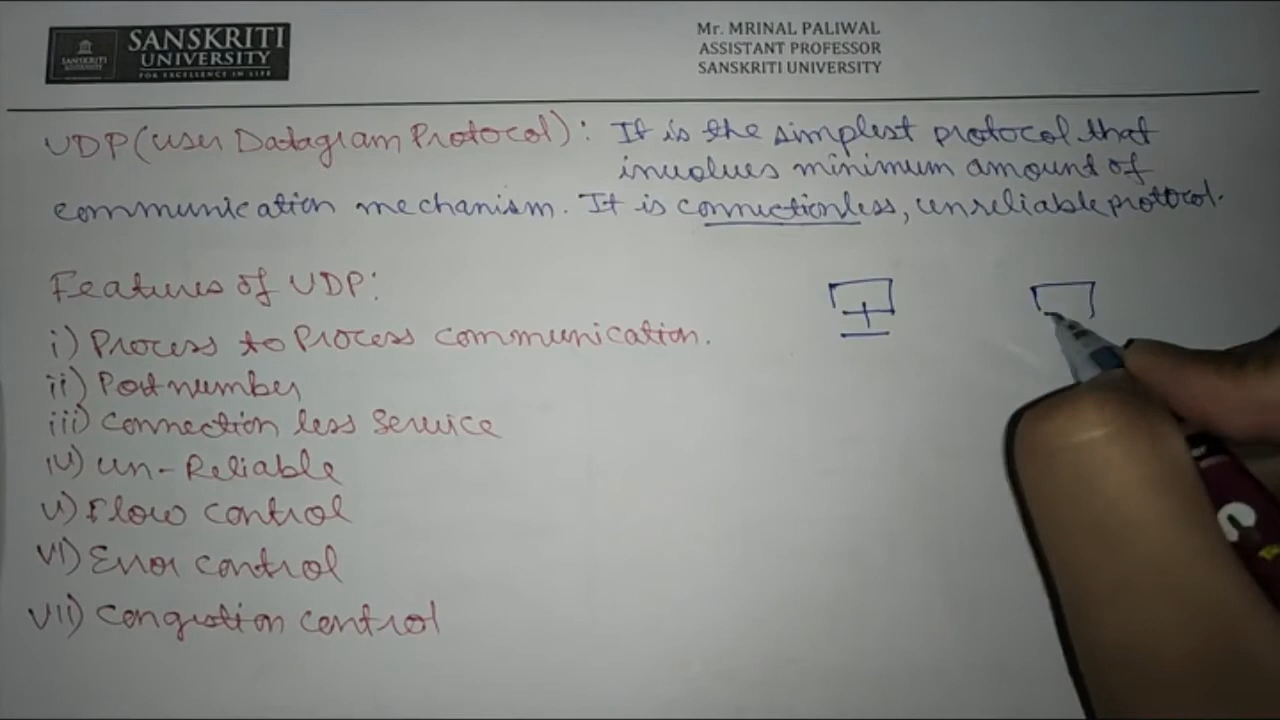 SANSKRITI
UNIVERSITY
FOR EXCELLENCE IN LIFE
SANSKRITI
Mr. MRINAL PALIWAL
ASSISTANT PROFESSOR
SANSKRITI UNIVERSITY
UDP (User Datagram Protocol): It is the simplest protocol that
involves minimum amount of
communication mechanism. It is connectionless, unreliable protocol.
Features of UDP:
i) Process to Process communication.
ii) Port number
iii) Connection less Service
iv) Un-Reliable
v) Flow control
vi) Error control
vii) Congestion control